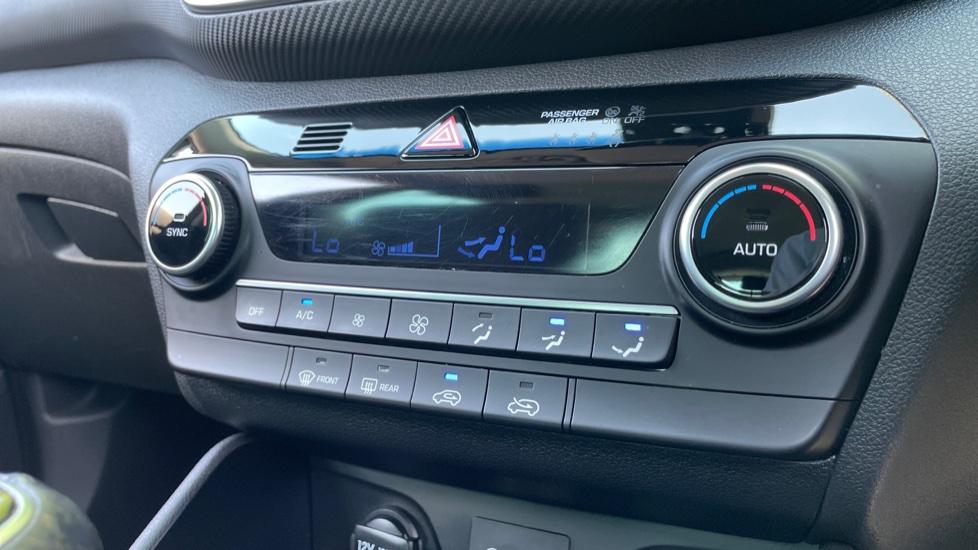 PASSENGER
AIR BAG
OFF
SYNC
AUTO
Lo
Lo
OFF
A/C
FRONT
REAR
12V